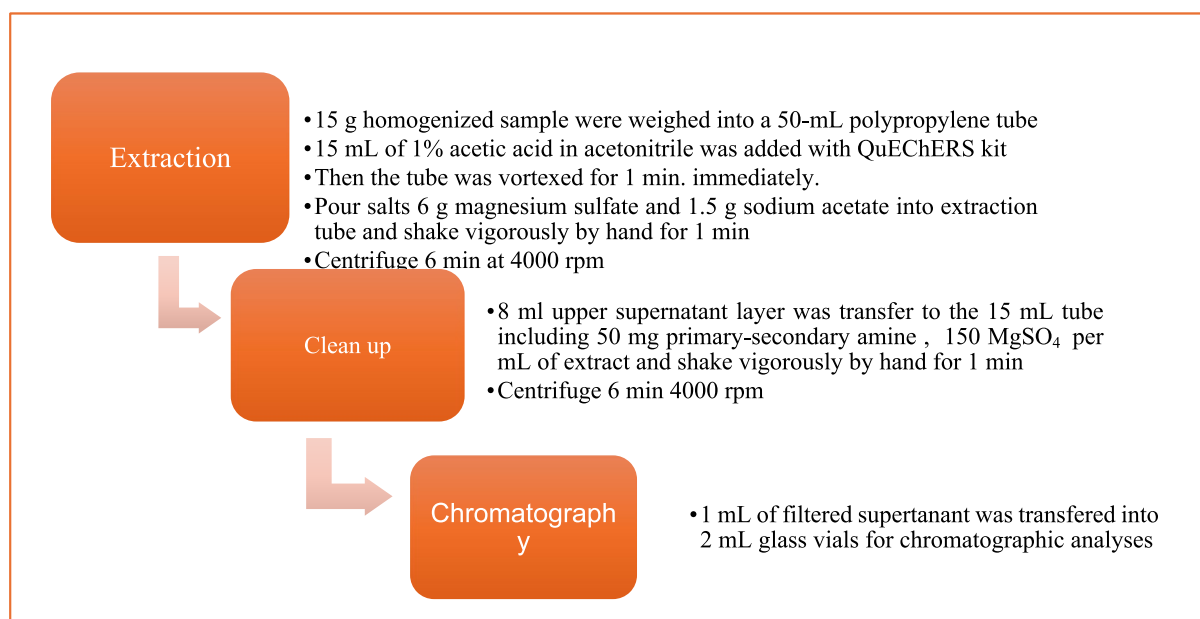 Extraction
•15 g homogenized sample were weighed into a 50-mL polypropylene tube
•15 mL of 1% acetic acid in acetonitrile was added with QuEChERS kit
•Then the tube was vortexed for 1 min. immediately.
•Pour salts 6 g magnesium sulfate and 1.5 g sodium acetate into extraction
tube and shake vigorously by hand for 1 min
•Centrifuge 6 min at 4000 rpm
Clean up
•8 ml upper supernatant layer was transfer to the 15 mL tube
including 50 mg primary-secondary amine , 150 MgSO₄ per
mL of extract and shake vigorously by hand for 1 min
•Centrifuge 6 min 4000 rpm
Chromatograph
y
•1 mL of filtered supertanant was transfered into
2 mL glass vials for chromatographic analyses